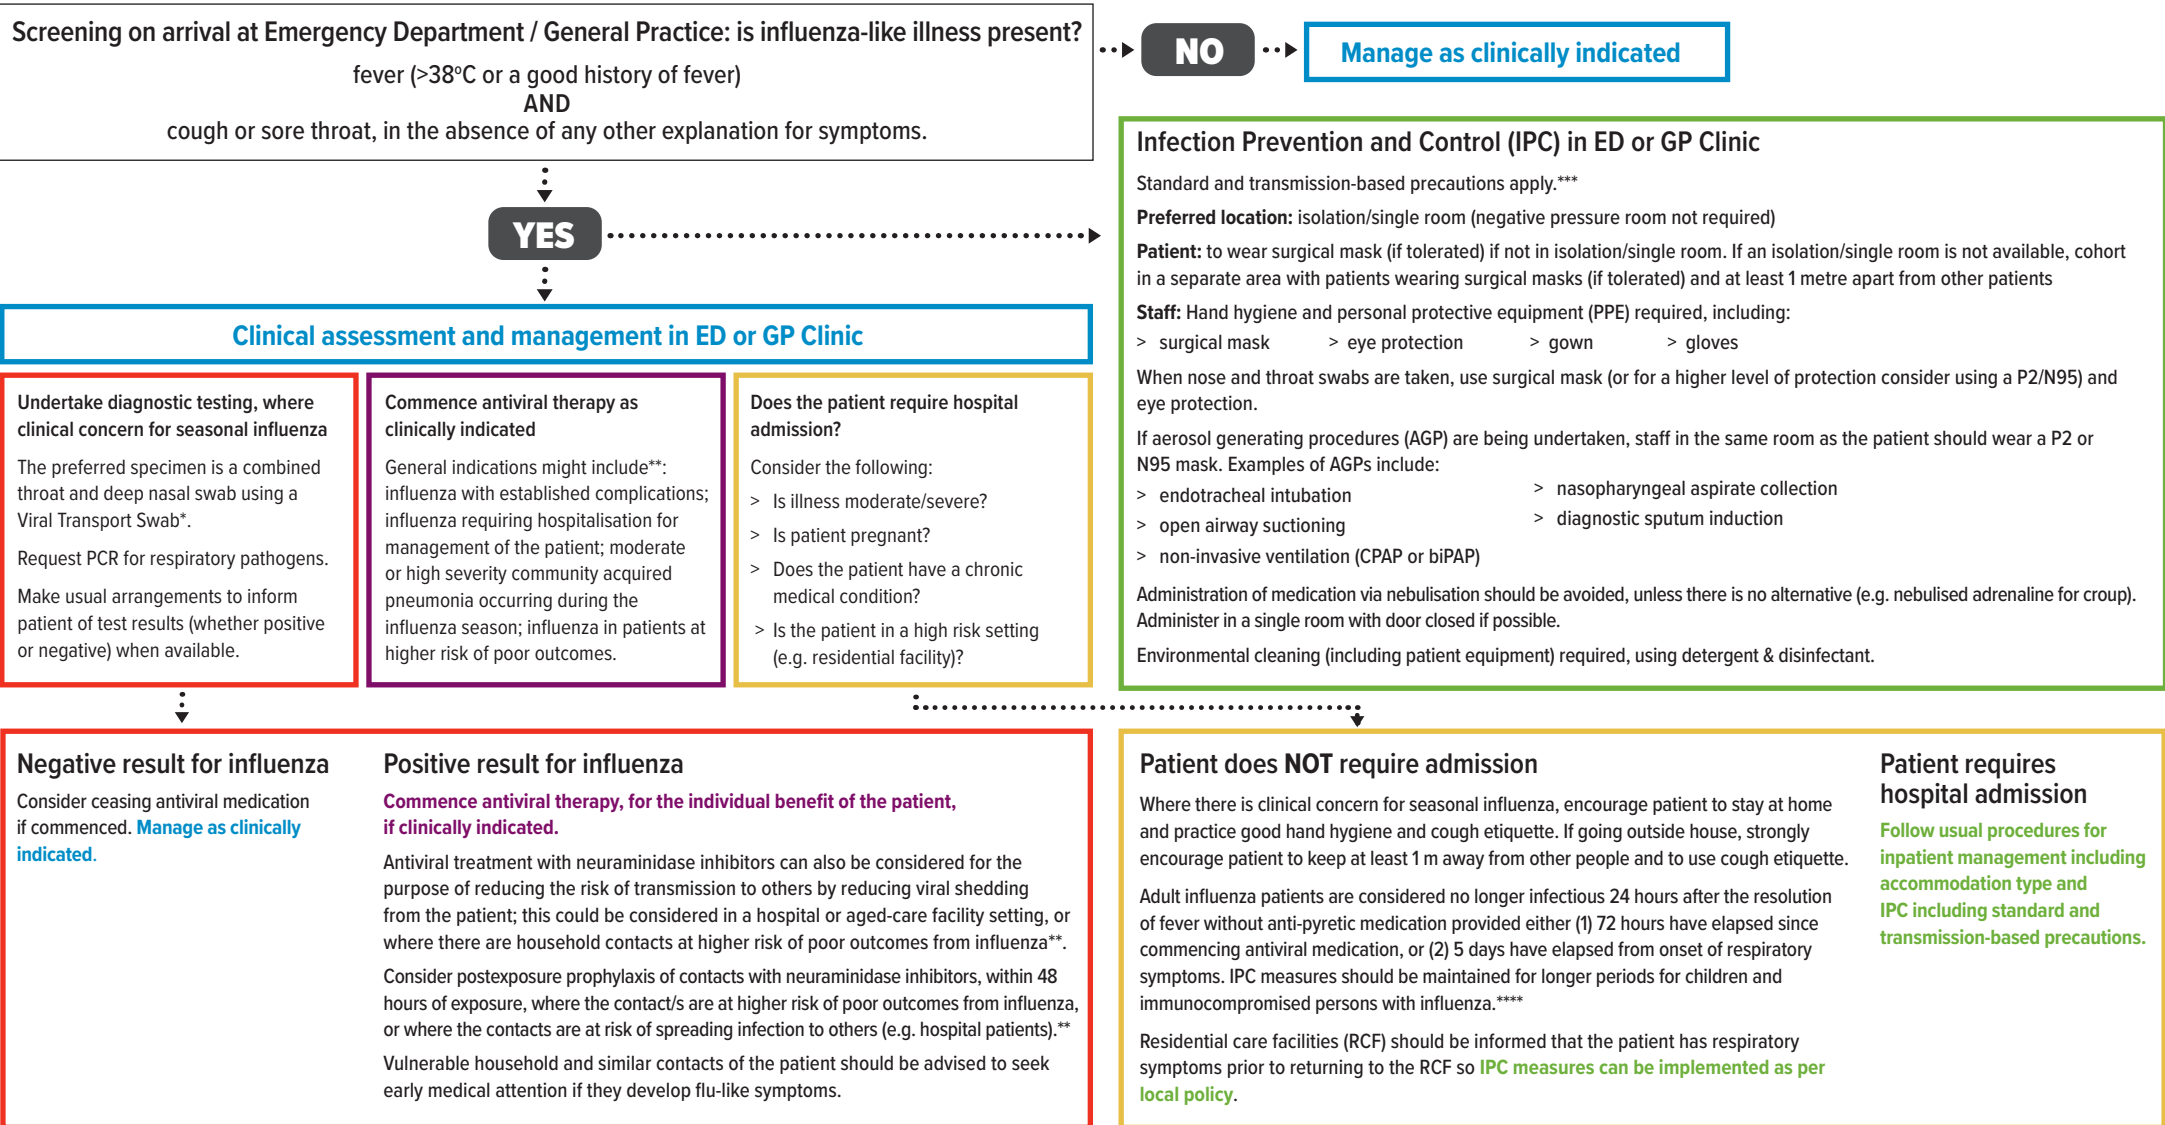 Screening on arrival at Emergency Department / General Practice: is influenza-like illness present?
fever (>38ºC or a good history of fever)
AND
cough or sore throat, in the absence of any other explanation for symptoms.
NO
Manage as clinically indicated
YES
Infection Prevention and Control (IPC) in ED or GP Clinic
Standard and transmission-based precautions apply.***
Preferred location: isolation/single room (negative pressure room not required)
Patient: to wear surgical mask (if tolerated) if not in isolation/single room. If an isolation/single room is not available, cohort
in a separate area with patients wearing surgical masks (if tolerated) and at least 1 metre apart from other patients
Staff: Hand hygiene and personal protective equipment (PPE) required, including:
> surgical mask > eye protection > gown > gloves
When nose and throat swabs are taken, use surgical mask (or for a higher level of protection consider using a P2/N95) and
eye protection.
If aerosol generating procedures (AGP) are being undertaken, staff in the same room as the patient should wear a P2 or
N95 mask. Examples of AGPs include:
> endotracheal intubation
> open airway suctioning
> non-invasive ventilation (CPAP or biPAP)
> nasopharyngeal aspirate collection
> diagnostic sputum induction
Administration of medication via nebulisation should be avoided, unless there is no alternative (e.g. nebulised adrenaline for croup).
Administer in a single room with door closed if possible.
Environmental cleaning (including patient equipment) required, using detergent & disinfectant.
Clinical assessment and management in ED or GP Clinic
Undertake diagnostic testing, where
clinical concern for seasonal influenza
The preferred specimen is a combined
throat and deep nasal swab using a
Viral Transport Swab*.
Request PCR for respiratory pathogens.
Make usual arrangements to inform
patient of test results (whether positive
or negative) when available.
Commence antiviral therapy as
clinically indicated
General indications might include**:
influenza with established complications;
influenza requiring hospitalisation for
management of the patient; moderate
or high severity community acquired
pneumonia occurring during the
influenza season; influenza in patients at
higher risk of poor outcomes.
Does the patient require hospital
admission?
Consider the following:
> Is illness moderate/severe?
> Is patient pregnant?
> Does the patient have a chronic
medical condition?
> Is the patient in a high risk setting
(e.g. residential facility)?
Negative result for influenza
Consider ceasing antiviral medication
if commenced. Manage as clinically
indicated.
Positive result for influenza
Commence antiviral therapy, for the individual benefit of the patient,
if clinically indicated.
Antiviral treatment with neuraminidase inhibitors can also be considered for the
purpose of reducing the risk of transmission to others by reducing viral shedding
from the patient; this could be considered in a hospital or aged-care facility setting, or
where there are household contacts at higher risk of poor outcomes from influenza**.
Consider postexposure prophylaxis of contacts with neuraminidase inhibitors, within 48
hours of exposure, where the contact/s are at higher risk of poor outcomes from influenza,
or where the contacts are at risk of spreading infection to others (e.g. hospital patients).**
Vulnerable household and similar contacts of the patient should be advised to seek
early medical attention if they develop flu-like symptoms.
Patient does NOT require admission
Where there is clinical concern for seasonal influenza, encourage patient to stay at home
and practice good hand hygiene and cough etiquette. If going outside house, strongly
encourage patient to keep at least 1 m away from other people and to use cough etiquette.
Adult influenza patients are considered no longer infectious 24 hours after the resolution
of fever without anti-pyretic medication provided either (1) 72 hours have elapsed since
commencing antiviral medication, or (2) 5 days have elapsed from onset of respiratory
symptoms. IPC measures should be maintained for longer periods for children and
immunocompromised persons with influenza.****
Residential care facilities (RCF) should be informed that the patient has respiratory
symptoms prior to returning to the RCF so IPC measures can be implemented as per
local policy.
Patient requires
hospital admission
Follow usual procedures for
inpatient management including
accommodation type and
IPC including standard and
transmission-based precautions.